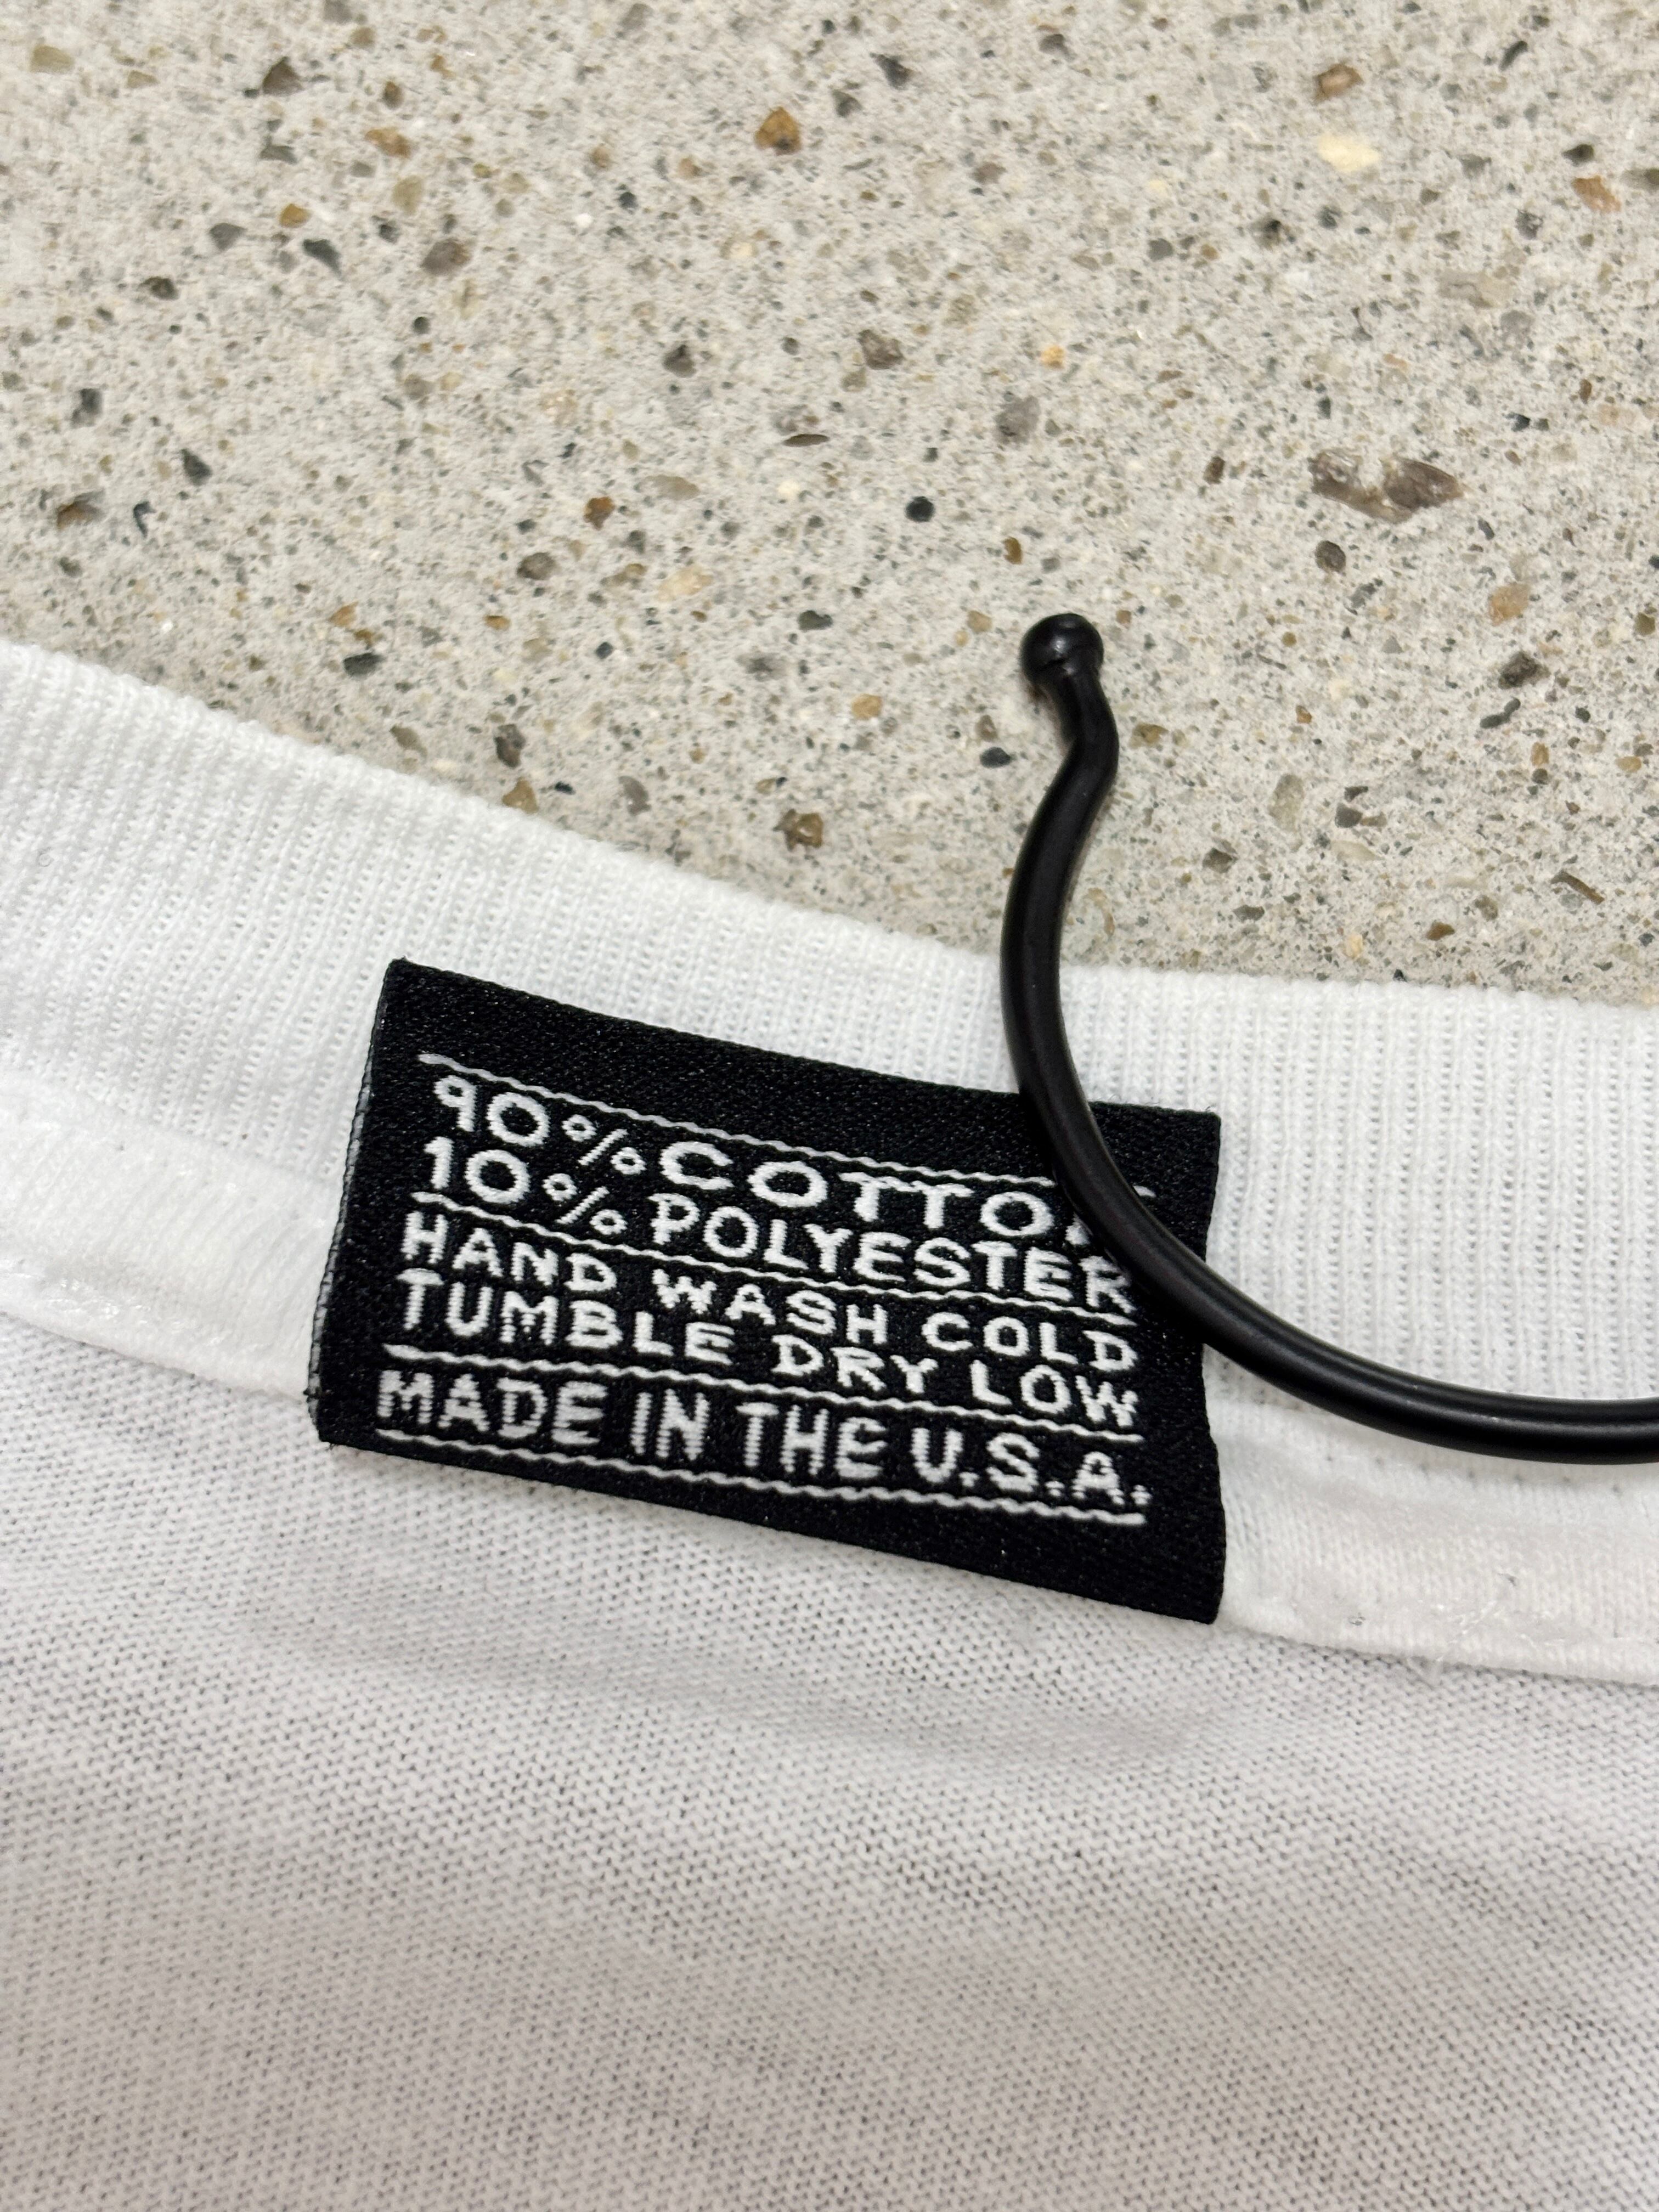 90% COTTON
10% POLYESTER
HAND WASH COLD
TUMBLE DRY LOW
MADE IN THE U.S.A.